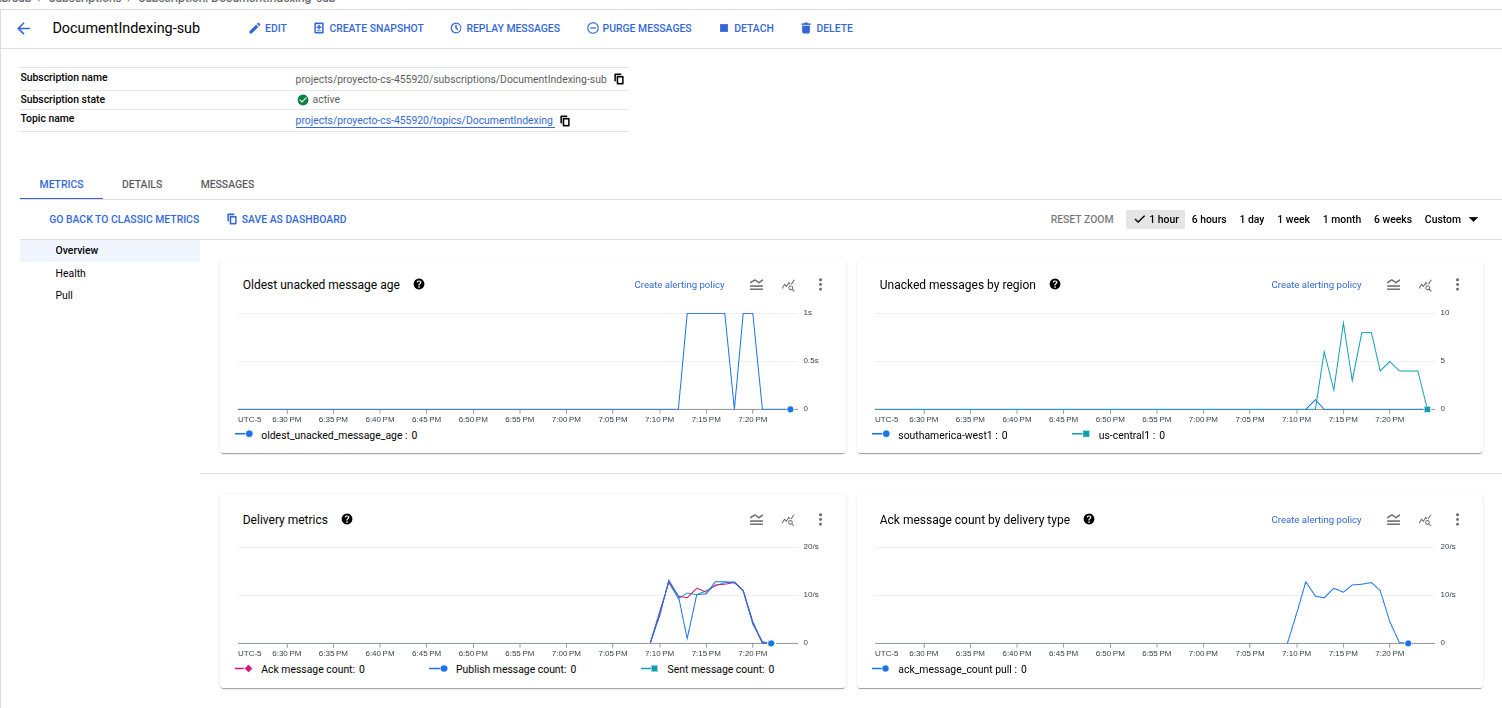 Subscriptions / Subscription: DocumentIndexing-sub
DocumentIndexing-sub EDIT CREATE SNAPSHOT REPLAY MESSAGES PURGE MESSAGES DETACH DELETE
Subscription name projects/proyecto-cs-455920/subscriptions/DocumentIndexing-sub
Subscription state active
Topic name projects/proyecto-cs-455920/topics/DocumentIndexing
METRICS DETAILS MESSAGES
GO BACK TO CLASSIC METRICS SAVE AS DASHBOARD RESET ZOOM 1 hour 6 hours 1 day 1 week 1 month 6 weeks Custom
Overview
Health
Pull
Oldest unacked message age Create alerting policy
1s
0.5s
0
UTC-5 6:30 PM 6:35 PM 6:40 PM 6:45 PM 6:50 PM 6:55 PM 7:00 PM 7:05 PM 7:10 PM 7:15 PM 7:20 PM
oldest_unacked_message_age : 0
Unacked messages by region Create alerting policy
10
5
0
UTC-5 6:30 PM 6:35 PM 6:40 PM 6:45 PM 6:50 PM 6:55 PM 7:00 PM 7:05 PM 7:10 PM 7:15 PM 7:20 PM
southamerica-west1 : 0 us-central1 : 0
Delivery metrics
20/s
10/s
0
UTC-5 6:30 PM 6:35 PM 6:40 PM 6:45 PM 6:50 PM 6:55 PM 7:00 PM 7:05 PM 7:10 PM 7:15 PM 7:20 PM
Ack message count: 0 Publish message count: 0 Sent message count: 0
Ack message count by delivery type Create alerting policy
20/s
10/s
0
UTC-5 6:30 PM 6:35 PM 6:40 PM 6:45 PM 6:50 PM 6:55 PM 7:00 PM 7:05 PM 7:10 PM 7:15 PM 7:20 PM
ack_message_count pull : 0